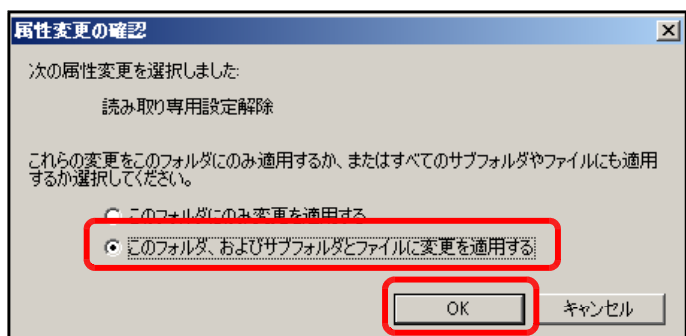 属性変更の確認
次の属性変更を選択しました:
読み取り専用設定解除
これらの変更をこのフォルダにのみ適用するか、またはすべてのサブフォルダやファイルにも適用
するか選択してください。
このフォルダにのみ変更を適用する
このフォルダ、およびサブフォルダとファイルに変更を適用する
OK
キャンセル